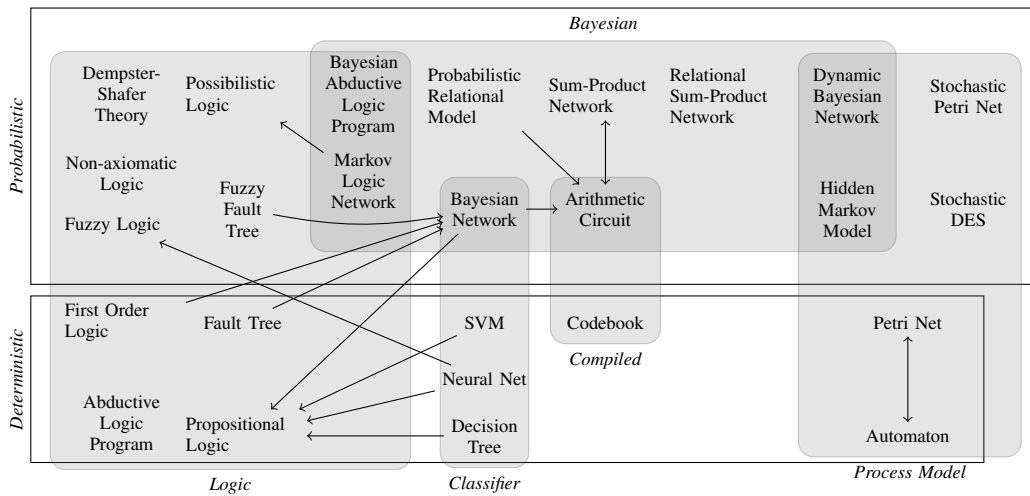 Bayesian
Probabilistic
Dempster-
Shafer
Theory
Possibilistic
Logic
Bayesian
Abductive
Logic
Program
Probabilistic
Relational
Model
Sum-Product
Network
Relational
Sum-Product
Network
Dynamic
Bayesian
Network
Stochastic
Petri Net
Non-axiomatic
Logic
Fuzzy Logic
Fuzzy
Fault
Tree
Markov
Logic
Network
Bayesian
Network
Arithmetic
Circuit
Hidden
Markov
Model
Stochastic
DES
Deterministic
First Order
Logic
Fault Tree
SVM
Codebook
Petri Net
Compiled
Neural Net
Abductive
Logic
Program
Propositional
Logic
Decision
Tree
Automaton
Logic
Classifier
Process Model